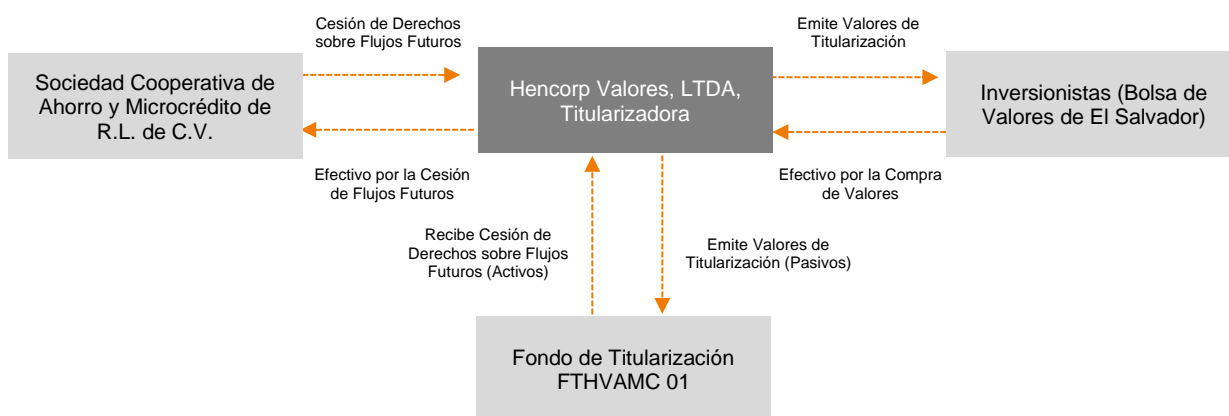 Cesión de Derechos
sobre Flujos Futuros
Emite Valores de
Titularización
Sociedad Cooperativa de
Ahorro y Microcrédito de
R.L. de C.V.
Hencorp Valores, LTDA,
Titularizadora
Inversionistas (Bolsa de
Valores de El Salvador)
Efectivo por la Cesión
de Flujos Futuros
Efectivo por la Compra
de Valores
Recibe Cesión de
Derechos sobre Flujos
Futuros (Activos)
Emite Valores de
Titularización (Pasivos)
Fondo de Titularización
FTHVAMC 01